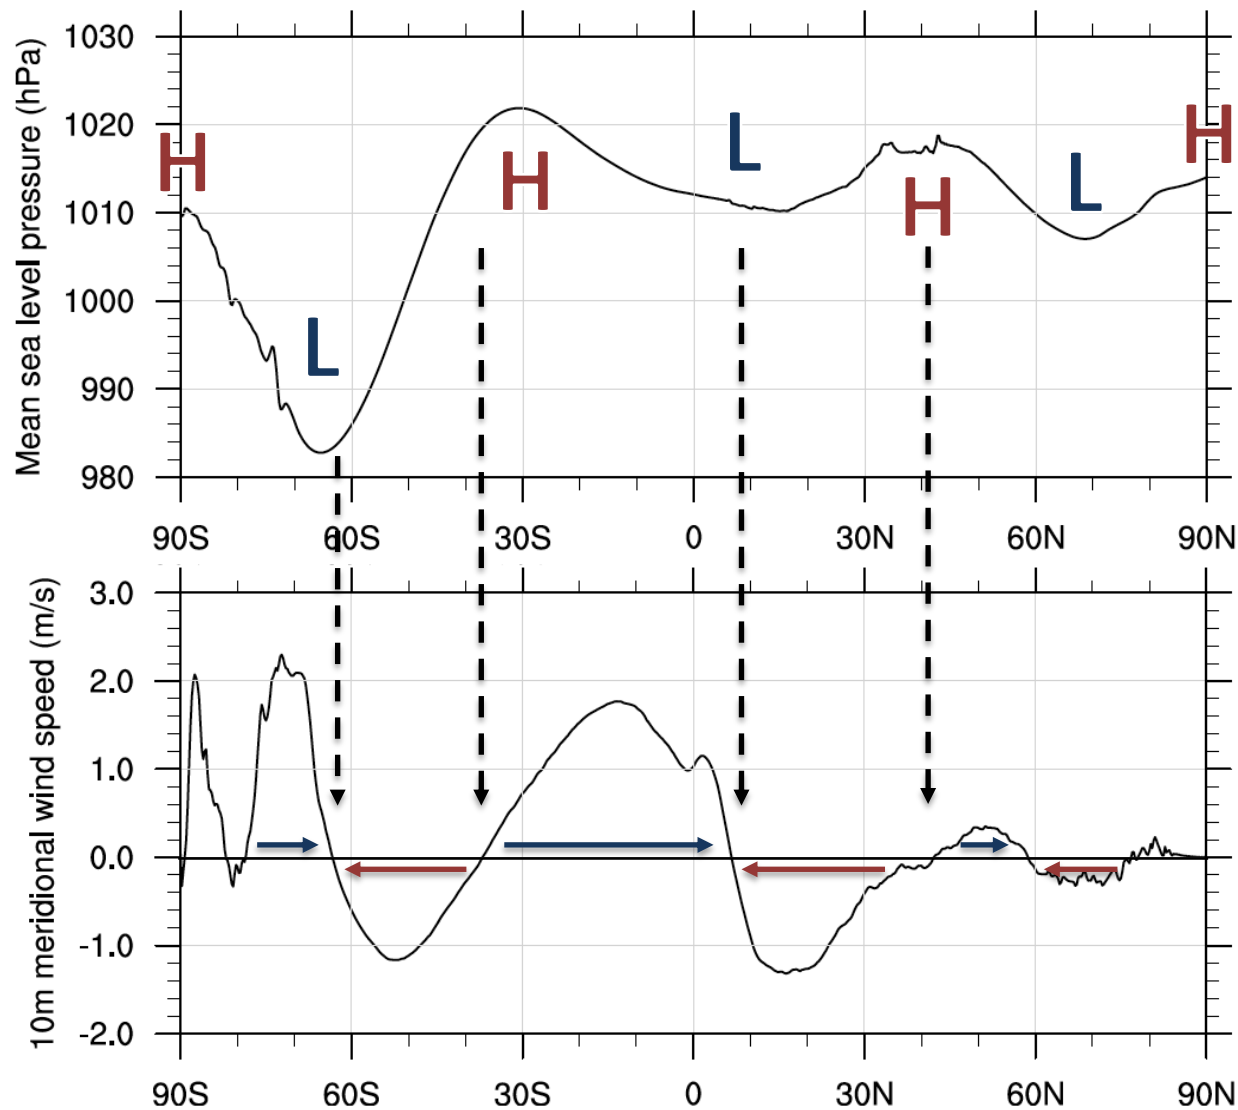 Mean sea level pressure (hPa)
1030
1020
1010
1000
990
980
H
L
H
L
H
L
H
90S 60S 30S 0 30N 60N 90N
10m meridional wind speed (m/s)
3.0
2.0
1.0
0.0
-1.0
-2.0
90S 60S 30S 0 30N 60N 90N